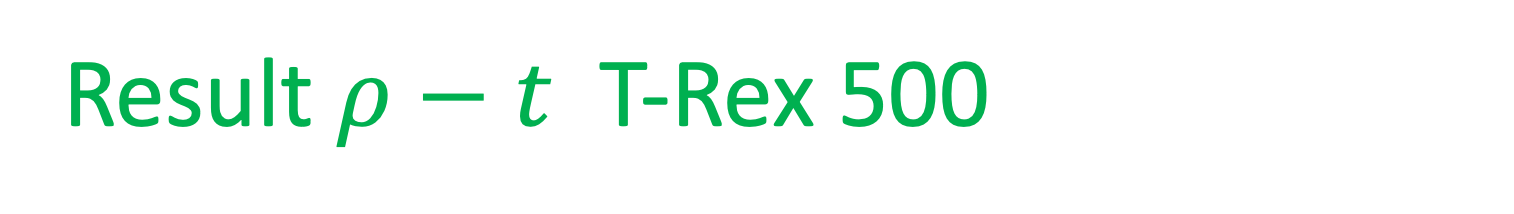 Result ρ − t T-Rex 500